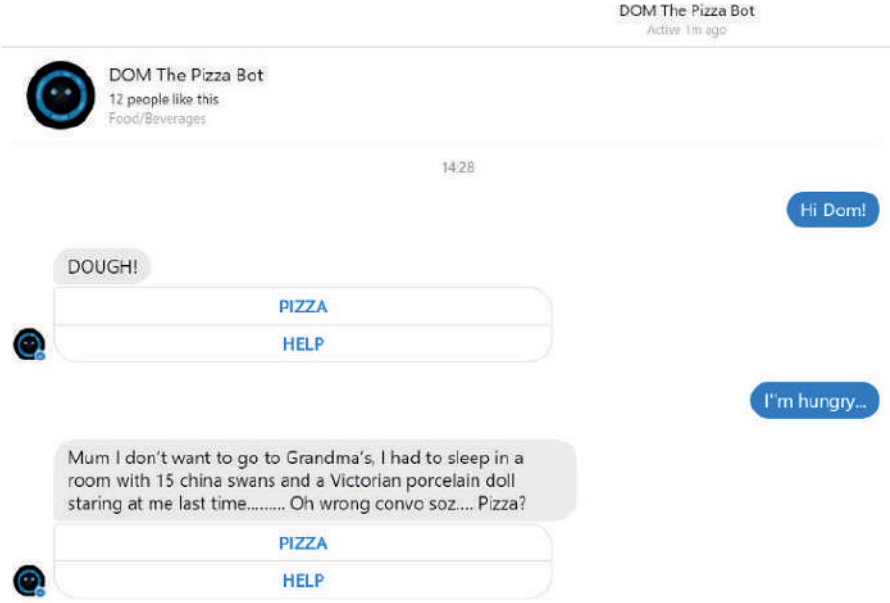 DOM The Pizza Bot
Active 1m ago
DOM The Pizza Bot
12 people like this
Food/Beverages
14:28
Hi Dom!
DOUGH!
PIZZA
HELP
I"m hungry...
Mum I don't want to go to Grandma's, I had to sleep in a
room with 15 china swans and a Victorian porcelain doll
staring at me last time......... Oh wrong convo soz.... Pizza?
PIZZA
HELP